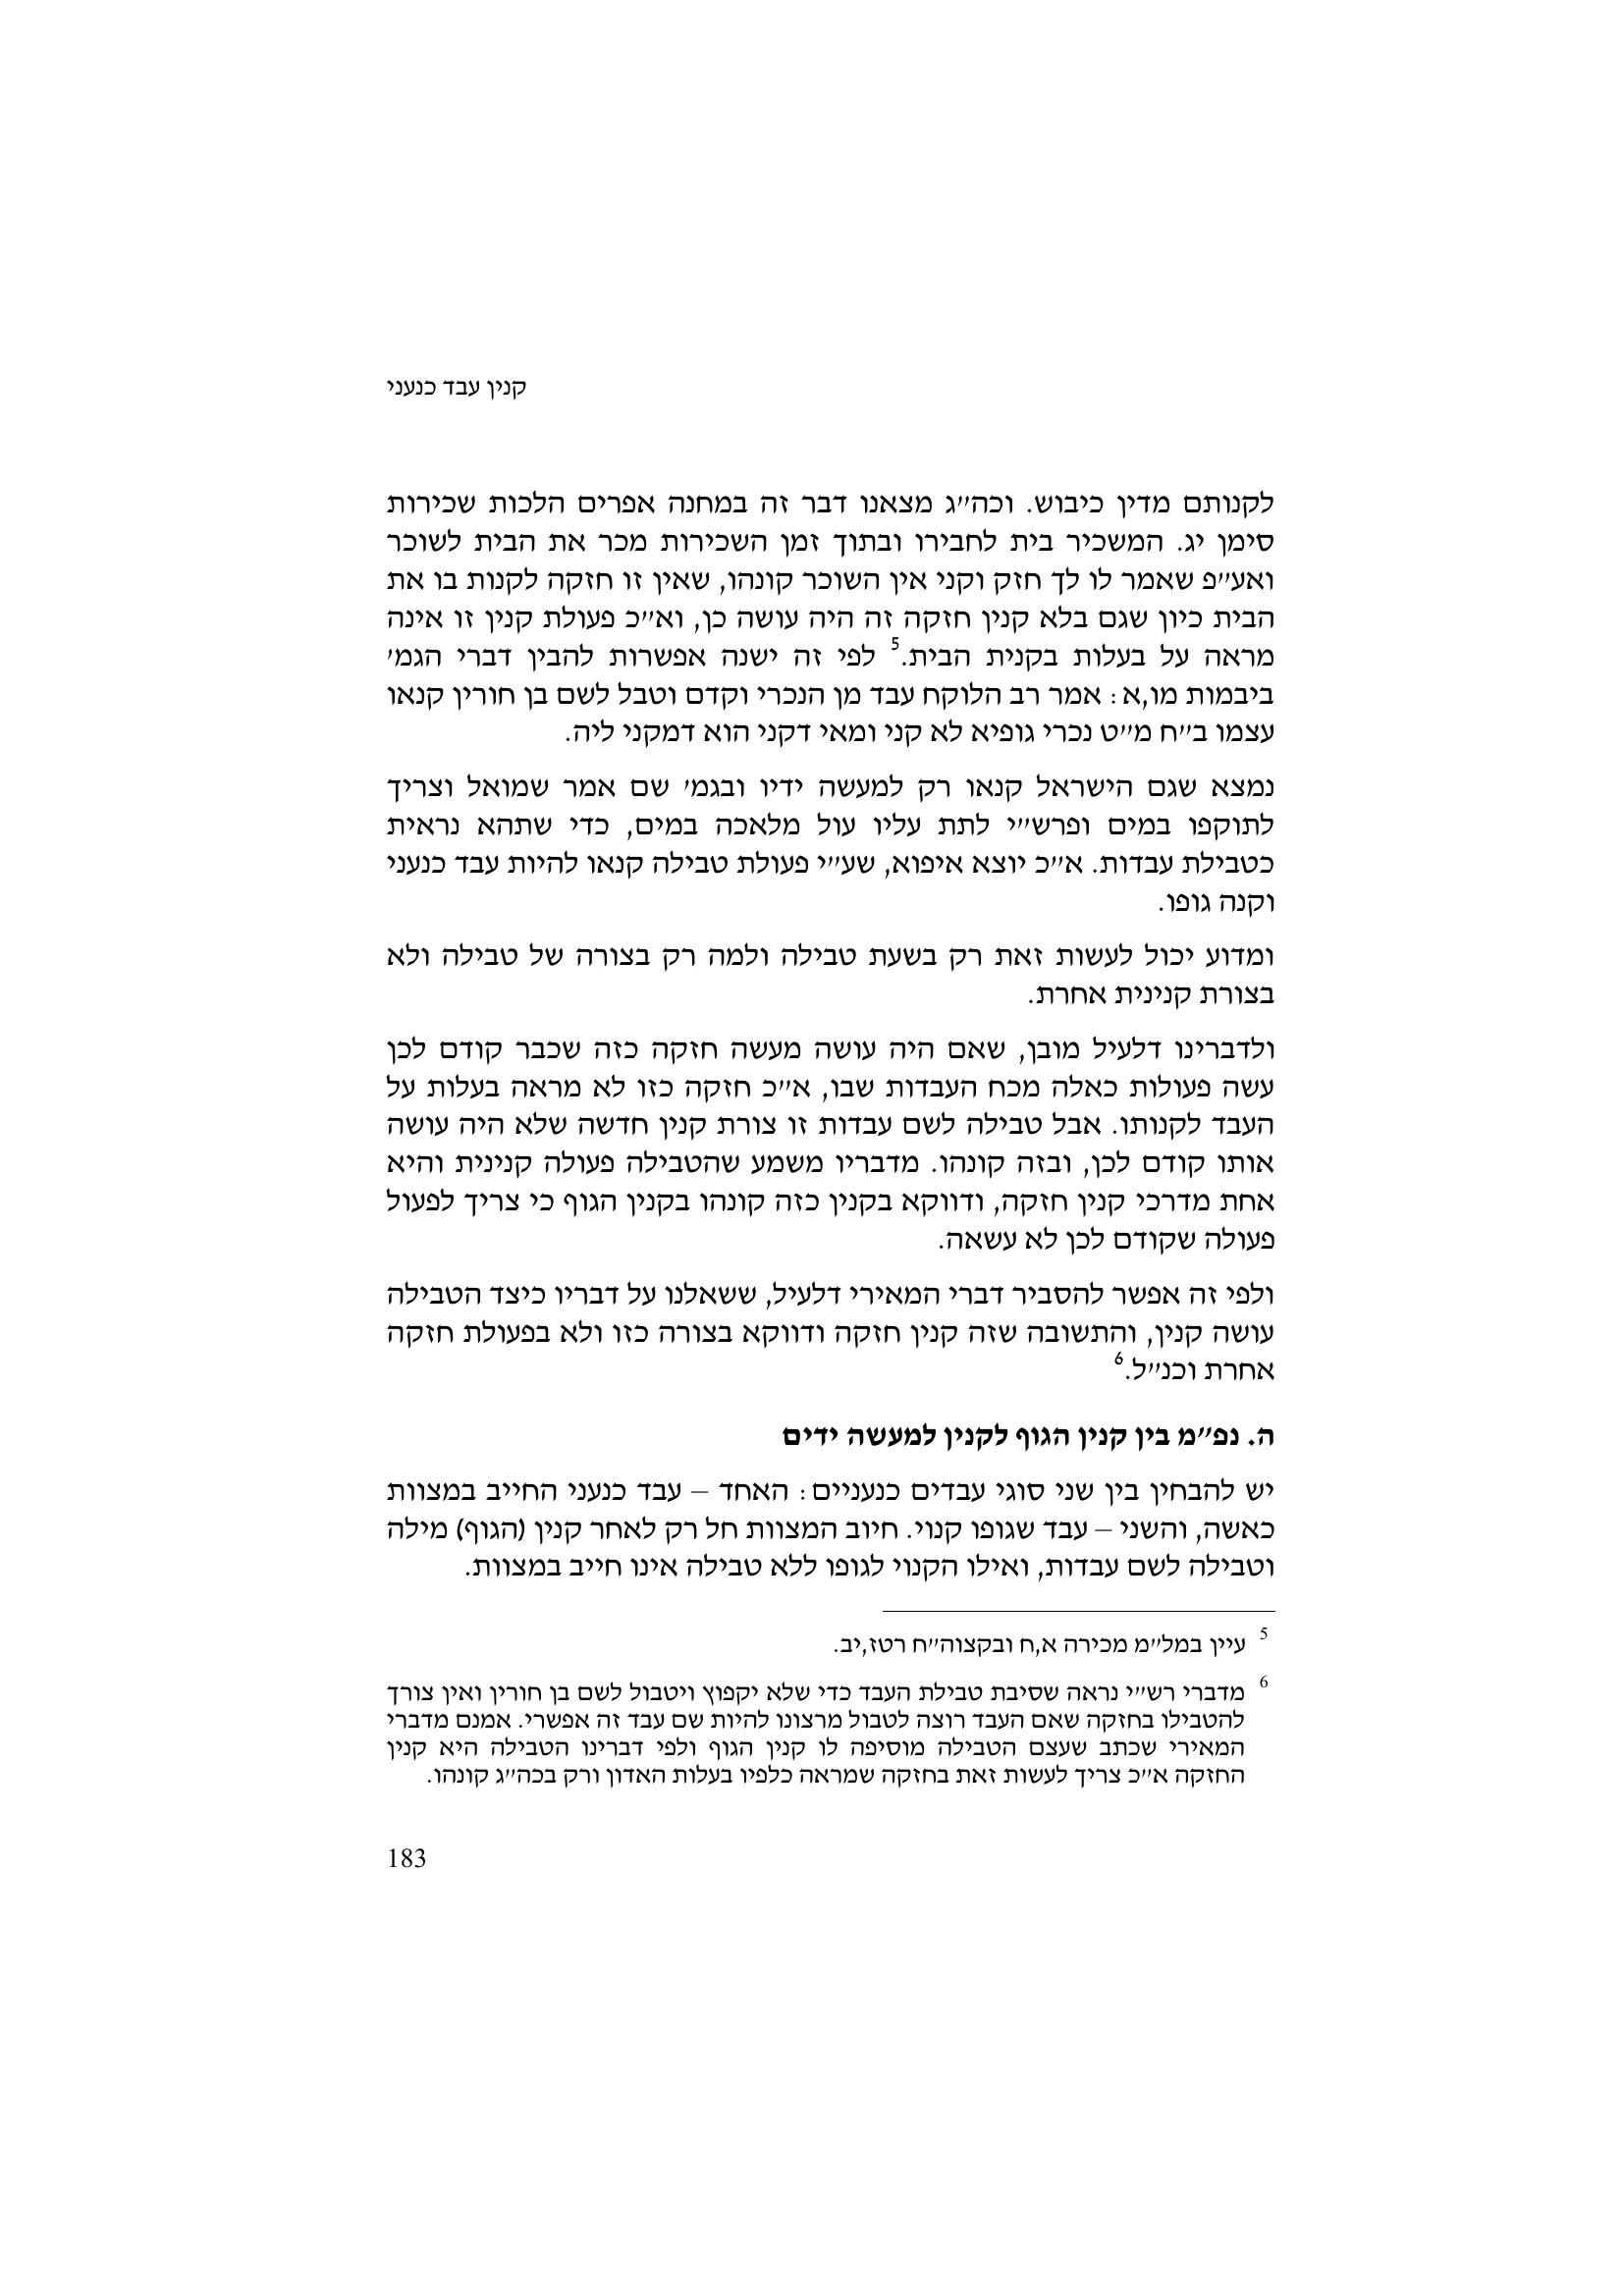 קנין עבד כנעני
לקנותם מדין כיבוש. וכה״ג מצאנו דבר זה במחנה אפרים הלכות שכירות
סימן יג. המשכיר בית לחבירו ובתוך זמן השכירות מכר את הבית לשוכר
ואע״פ שאמר לו לך חזק וקני אין השוכר קונהו, שאין זו חזקה לקנות בו את
הבית כיון שגם בלא קנין חזקה זה היה עושה כן, וא״כ פעולת קנין זו אינה
מראה על בעלות בקנית הבית.5 לפי זה ישנה אפשרות להבין דברי הגמ׳
ביבמות מו,א: אמר רב הלוקח עבד מן הנכרי וקדם וטבל לשם בן חורין קנאו
עצמו ב״ח מ״ט נכרי גופיא לא קני ומאי דקני הוא דמקני ליה.
נמצא שגם הישראל קנאו רק למעשה ידיו ובגמ׳ שם אמר שמואל וצריך
לתוקפו במים ופרש״י לתת עליו עול מלאכה במים, כדי שתהא נראית
כטבילת עבדות. א״כ יוצא איפוא, שע״י פעולת טבילה קנאו להיות עבד כנעני
וקנה גופו.
ומדוע יכול לעשות זאת רק בשעת טבילה ולמה רק בצורה של טבילה ולא
בצורת קנינית אחרת.
ולדברינו דלעיל מובן, שאם היה עושה מעשה חזקה כזה שכבר קודם לכן
עשה פעולות כאלה מכח העבדות שבו, א״כ חזקה כזו לא מראה בעלות על
העבד לקנותו. אבל טבילה לשם עבדות זו צורת קנין חדשה שלא היה עושה
אותו קודם לכן, ובזה קונהו. מדבריו משמע שהטבילה פעולה קנינית והיא
אחת מדרכי קנין חזקה, ודווקא בקנין כזה קונהו בקנין הגוף כי צריך לפעול
פעולה שקודם לכן לא עשאה.
ולפי זה אפשר להסביר דברי המאירי דלעיל, ששאלנו על דבריו כיצד הטבילה
עושה קנין, והתשובה שזה קנין חזקה ודווקא בצורה כזו ולא בפעולת חזקה
אחרת וכנ״ל.6
ה. נפ״מ בין קנין הגוף לקנין למעשה ידים
יש להבחין בין שני סוגי עבדים כנעניים: האחד – עבד כנעני החייב במצוות
כאשה, והשני – עבד שגופו קנוי. חיוב המצוות חל רק לאחר קנין (הגוף) מילה
וטבילה לשם עבדות, ואילו הקנוי לגופו ללא טבילה אינו חייב במצוות.
5 עיין במל״מ מכירה א,ח ובקצוה״ח רטז,יב.
6 מדברי רש״י נראה שסיבת טבילת העבד כדי שלא יקפוץ ויטבול לשם בן חורין ואין צורך
להטבילו בחזקה שאם העבד רוצה לטבול מרצונו להיות שם עבד זה אפשרי. אמנם מדברי
המאירי שכתב שעצם הטבילה מוסיפה לו קנין הגוף ולפי דברינו הטבילה היא קנין
החזקה א״כ צריך לעשות זאת בחזקה שמראה כלפיו בעלות האדון ורק בכה״ג קונהו.
183